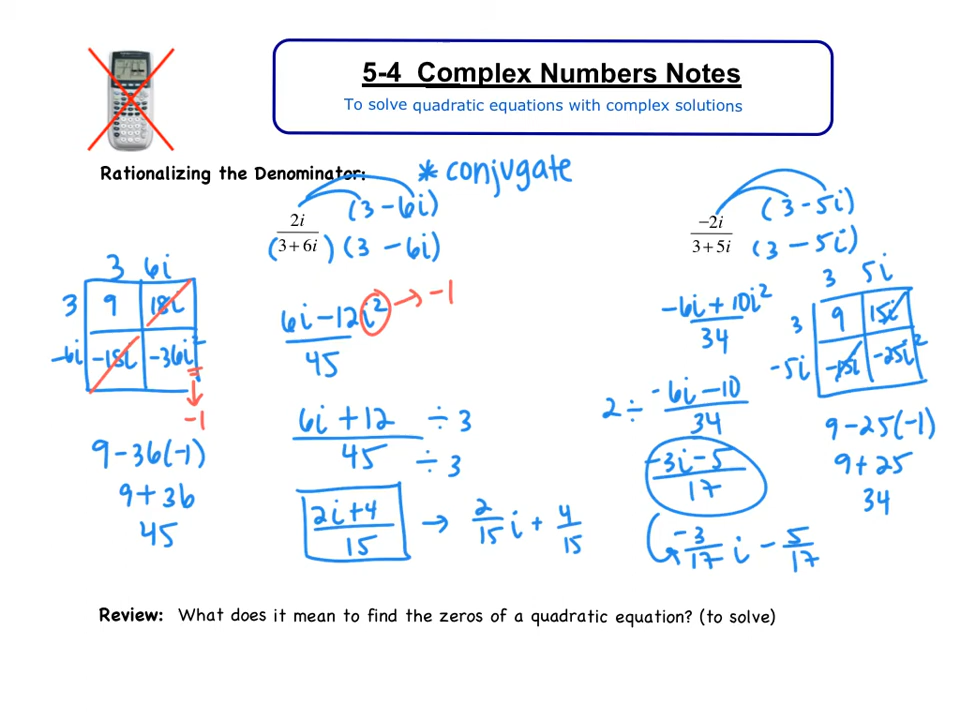 5-4 Complex Numbers Notes
To solve quadratic equations with complex solutions
Rationalizing the Denominator:
* conjugate
2i (3-6i)
(3+6i) (3-6i)
3 6i
3 9 18i
-6i -18i -36i²
-1
9-36(-1)
9+36
45
6i-12i² → -1
45
6i+12 ÷3
45 ÷3
2i+4
15
→ 2/15 i + 4/15
-2i (3-5i)
3+5i (3-5i)
-6i+10i²
34
2÷ -6i-10
34
-3i-5
17
-3/17 i - 5/17
3 5i
3 9 15i
-5i -15i -25i²
9-25(-1)
9+25
34
Review: What does it mean to find the zeros of a quadratic equation? (to solve)